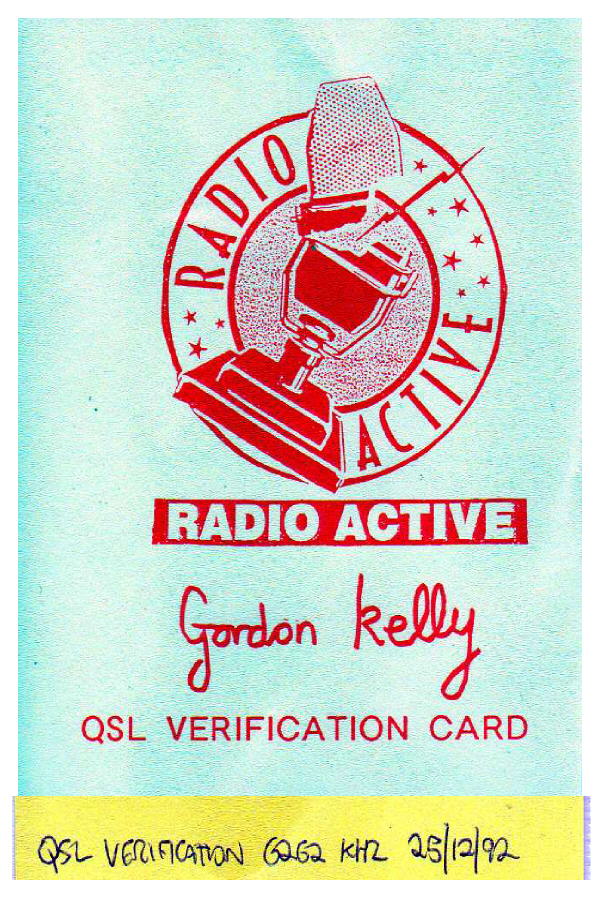 RADIO
ACTIVE
RADIO ACTIVE
Gordon Kelly
QSL VERIFICATION CARD
QSL VERIFICATION 6262 KHZ 25/12/92